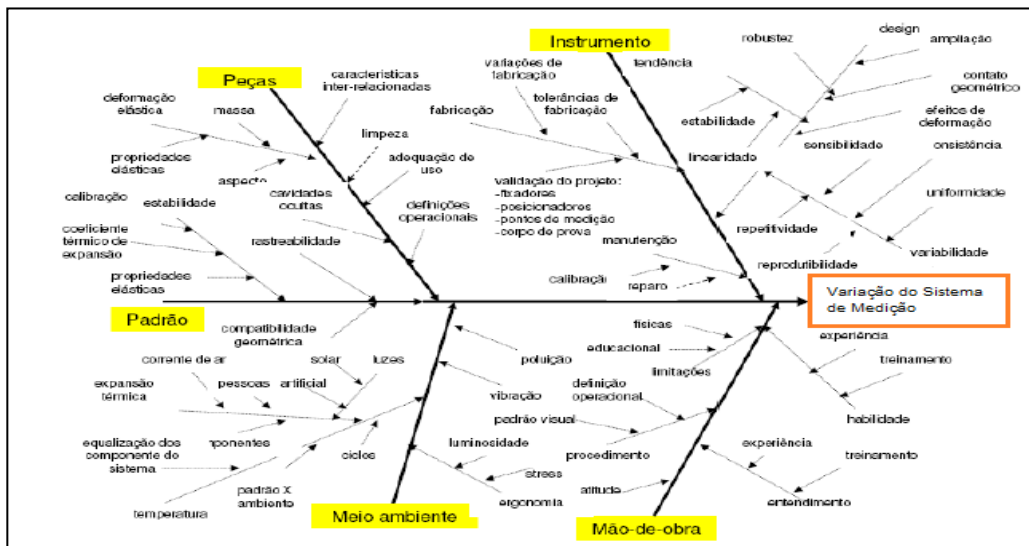 Instrumento
Peças
características
inter-relacionadas
deformação
elástica
massa
limpeza
adequação de
uso
propriedades
elásticas
aspecto
cavidades
ocultas
definições
operacionais
calibração
estabilidade
rastreabilidade
coeficiente
térmico de
expansão
propriedades
elásticas
Padrão
compatibilidade
geométrica
variações de
fabricação
tendência
fabricação
tolerâncias de
fabricação
validação do projeto:
-fixadores
-posicionadores
-pontos de medição
-corpo de prova
manutenção
calibraçã
reparo
robustez
design
ampliação
contato
geométrico
estabilidade
efeitos de
deformação
linearidade
sensibilidade
onsistência
uniformidade
repetitividade
variabilidade
reprodutibilidade
Variação do Sistema
de Medição
corrente de ar
solar
luzes
poluição
expansão
térmica
pessoas
artificial
vibração
equalização dos
componente do
sistema
nponentes
ciclos
luminosidade
padrão X
ambiente
stress
ergonomia
temperatura
Meio ambiente
físicas
educacional
limitações
definição
operacional
padrão visual
procedimento
atitude
experiência
treinamento
habilidade
experiência
treinamento
entendimento
Mão-de-obra